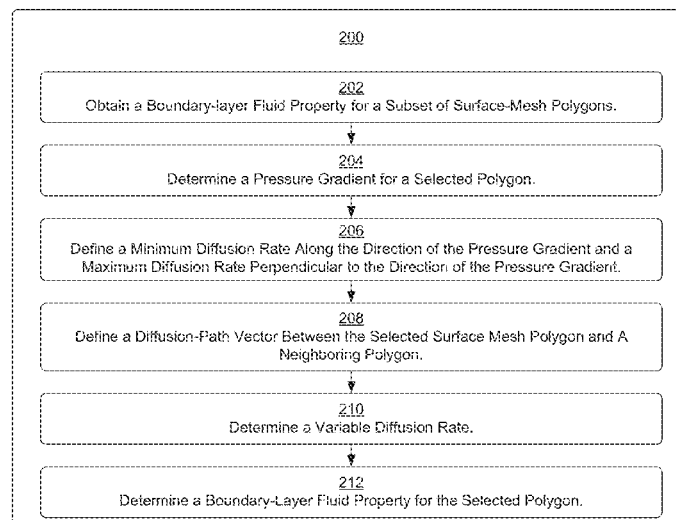 200
202
Obtain a Boundary-layer Fluid Property for a Subset of Surface-Mesh Polygons.
204
Determine a Pressure Gradient for a Selected Polygon.
206
Define a Minimum Diffusion Rate Along the Direction of the Pressure Gradient and a
Maximum Diffusion Rate Perpendicular to the Direction of the Pressure Gradient.
208
Define a Diffusion-Path Vector Between the Selected Surface Mesh Polygon and A
Neighboring Polygon.
210
Determine a Variable Diffusion Rate.
212
Determine a Boundary-Layer Fluid Property for the Selected Polygon.